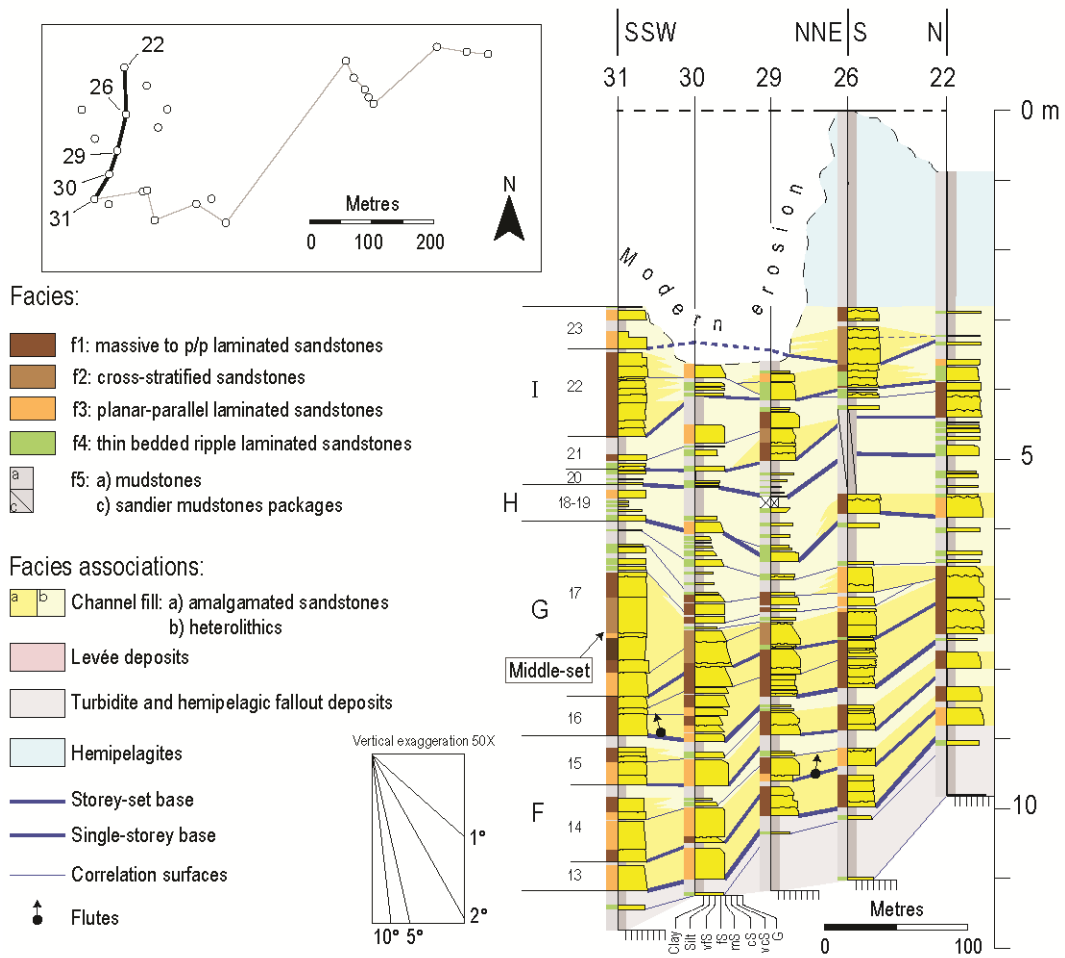 22
26
29
30
31
Metres
0 100 200
N
SSW NNE S N
31 30 29 26 22
0 m
5
10
Modern erosion
Facies:
f1: massive to p/p laminated sandstones
f2: cross-stratified sandstones
f3: planar-parallel laminated sandstones
f4: thin bedded ripple laminated sandstones
a
c
f5: a) mudstones
c) sandier mudstones packages
Facies associations:
a b
Channel fill: a) amalgamated sandstones
b) heterolithics
Levée deposits
Turbidite and hemipelagic fallout deposits
Hemipelagites
Storey-set base
Single-storey base
Correlation surfaces
Flutes
Vertical exaggeration 50X
1°
2°
10° 5°
I
H
G
F
23
22
21
20
18-19
17
16
15
14
13
Middle-set
Clay
Silt
vfS
fS
mS
cS
vcS
G
Metres
0 100